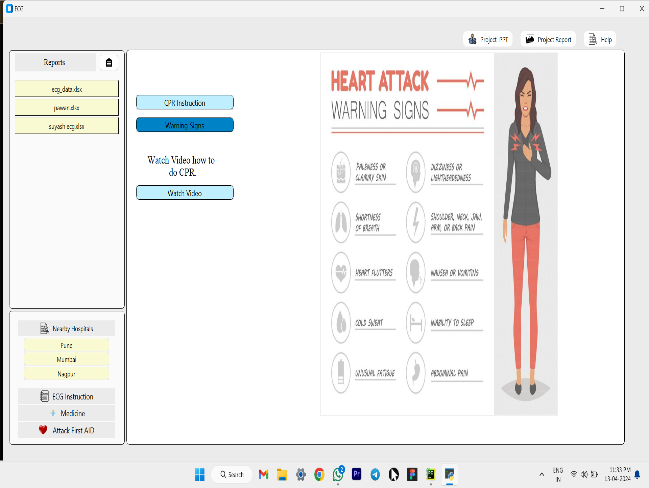 ECG
Project PPT
Project Report
Help
Reports
ecg_data.xlsx
pawan.xlsx
suyash ecg.xlsx
CPR Instruction
Warning Signs
Watch Video how to
do CPR.
Watch Video
HEART ATTACK
WARNING SIGNS
PALENESS OR
CLAMMY SKIN
DIZZINESS OR
LIGHTHEADEDNESS
SHORTNESS
OF BREATH
SHOULDER, NECK, JAW,
ARM, OR BACK PAIN
HEART FLUTTERS
NAUSEA OR VOMITING
COLD SWEAT
INABILITY TO SLEEP
UNUSUAL FATIGUE
ABDOMINAL PAIN
Nearby Hospitals
Pune
Mumbai
Nagpur
ECG Instruction
Medicine
Attack First AID
Search
2
Pr
ENG
IN
11:33 PM
13-04-2024